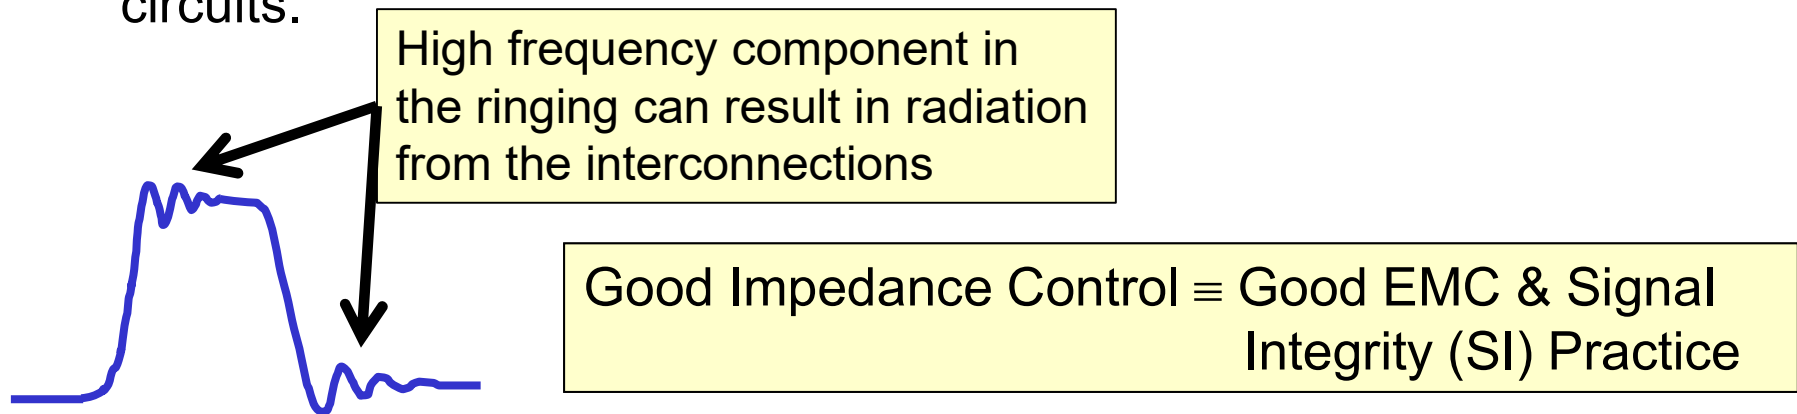 circuits.
High frequency component in
the ringing can result in radiation
from the interconnections
Good Impedance Control ≡ Good EMC & Signal
Integrity (SI) Practice